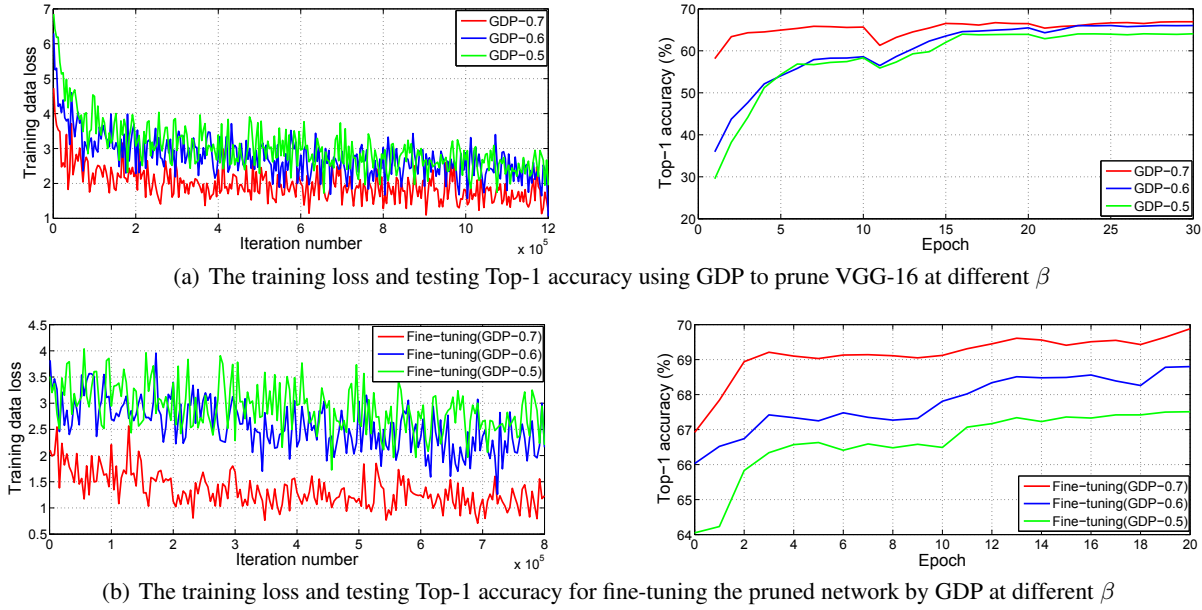 Training data loss
7
6
5
4
3
2
1
0
2
4
6
8
10
12
x 10^5
Iteration number
GDP−0.7
GDP−0.6
GDP−0.5
Top−1 accuracy (%)
70
60
50
40
30
20
0
5
10
15
20
25
30
Epoch
GDP−0.7
GDP−0.6
GDP−0.5
(a) The training loss and testing Top-1 accuracy using GDP to prune VGG-16 at different β
Training data loss
4.5
4
3.5
3
2.5
2
1.5
1
0.5
0
1
2
3
4
5
6
7
8
x 10^5
Iteration number
Fine−tuning(GDP−0.7)
Fine−tuning(GDP−0.6)
Fine−tuning(GDP−0.5)
Top−1 accuracy (%)
70
69
68
67
66
65
64
0
2
4
6
8
10
12
14
16
18
20
Epoch
Fine−tuning(GDP−0.7)
Fine−tuning(GDP−0.6)
Fine−tuning(GDP−0.5)
(b) The training loss and testing Top-1 accuracy for fine-tuning the pruned network by GDP at different β